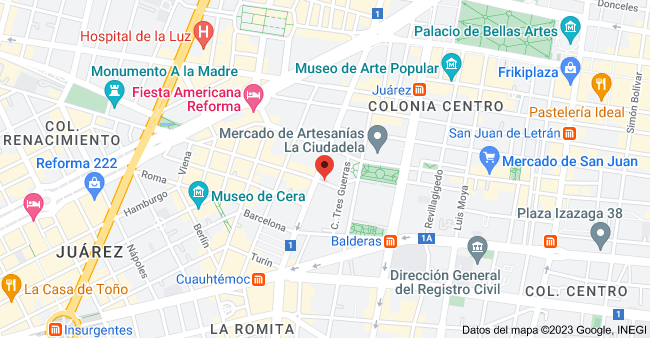 Donceles
Hospital de la Luz
Palacio de Bellas Artes
Monumento A la Madre
Museo de Arte Popular
Frikiplaza
Simón Bolívar
Fiesta Americana
Reforma
Juárez
COLONIA CENTRO
Pastelería Ideal
COL.
RENACIMIENTO
Mercado de Artesanías
La Ciudadela
San Juan de Letrán
Reforma 222
Viena
Mercado de San Juan
Roma
Hamburgo
Museo de Cera
C. Tres Guerras
Revillagigedo
Luis Moya
Plaza Izazaga 38
Berlín
Barcelona
JUÁREZ
Nápoles
Turín
1
Balderas
1A
Dirección General
del Registro Civil
Cuauhtémoc
La Casa de Toño
COL. CENTRO
1
Insurgentes
LA ROMITA
Datos del mapa ©2023 Google, INEGI